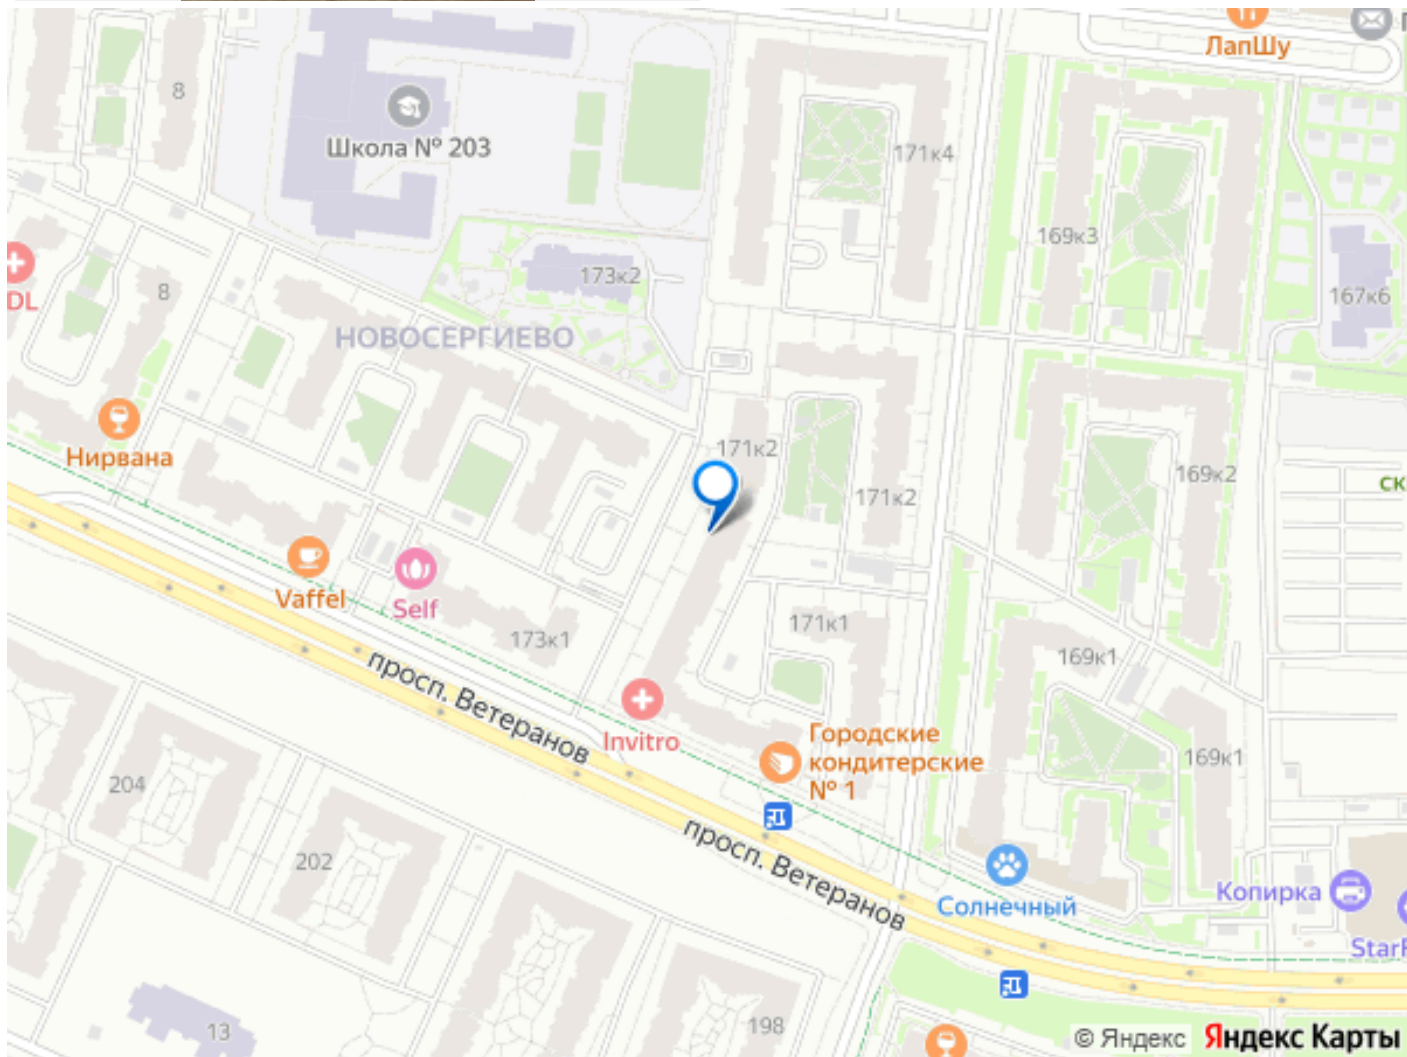 ЛапШу
8
Школа № 203
171к4
169к3
173к2
167к6
8
DL
НОВОСЕРГИЕВО
Нирвана
171к2
169к2
171к2
ск
Vaffel
Self
173к1
171к1
169к1
просп. Ветеранов
Invitro
Городские
кондитерские
№ 1
169к1
204
202
просп. Ветеранов
Солнечный
Копирка
StarF
13
198
© Яндекс Яндекс Карты